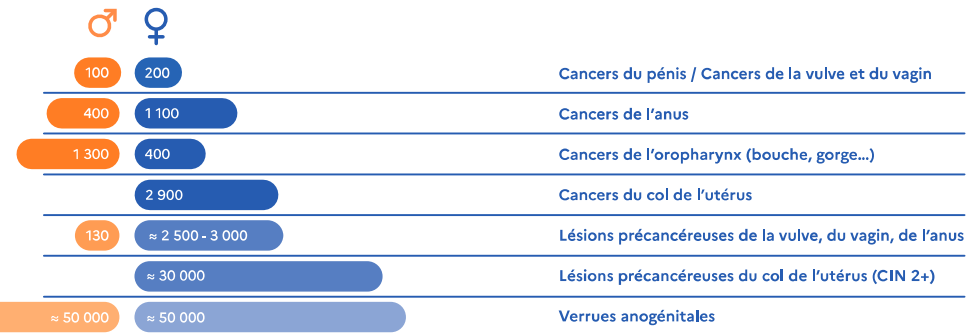 100 200 Cancers du pénis / Cancers de la vulve et du vagin
400 1 100 Cancers de l'anus
1 300 400 Cancers de l'oropharynx (bouche, gorge...)
2 900 Cancers du col de l'utérus
130 ≈ 2 500 - 3 000 Lésions précancéreuses de la vulve, du vagin, de l'anus
≈ 30 000 Lésions précancéreuses du col de l'utérus (CIN 2+)
≈ 50 000 ≈ 50 000 Verrues anogénitales